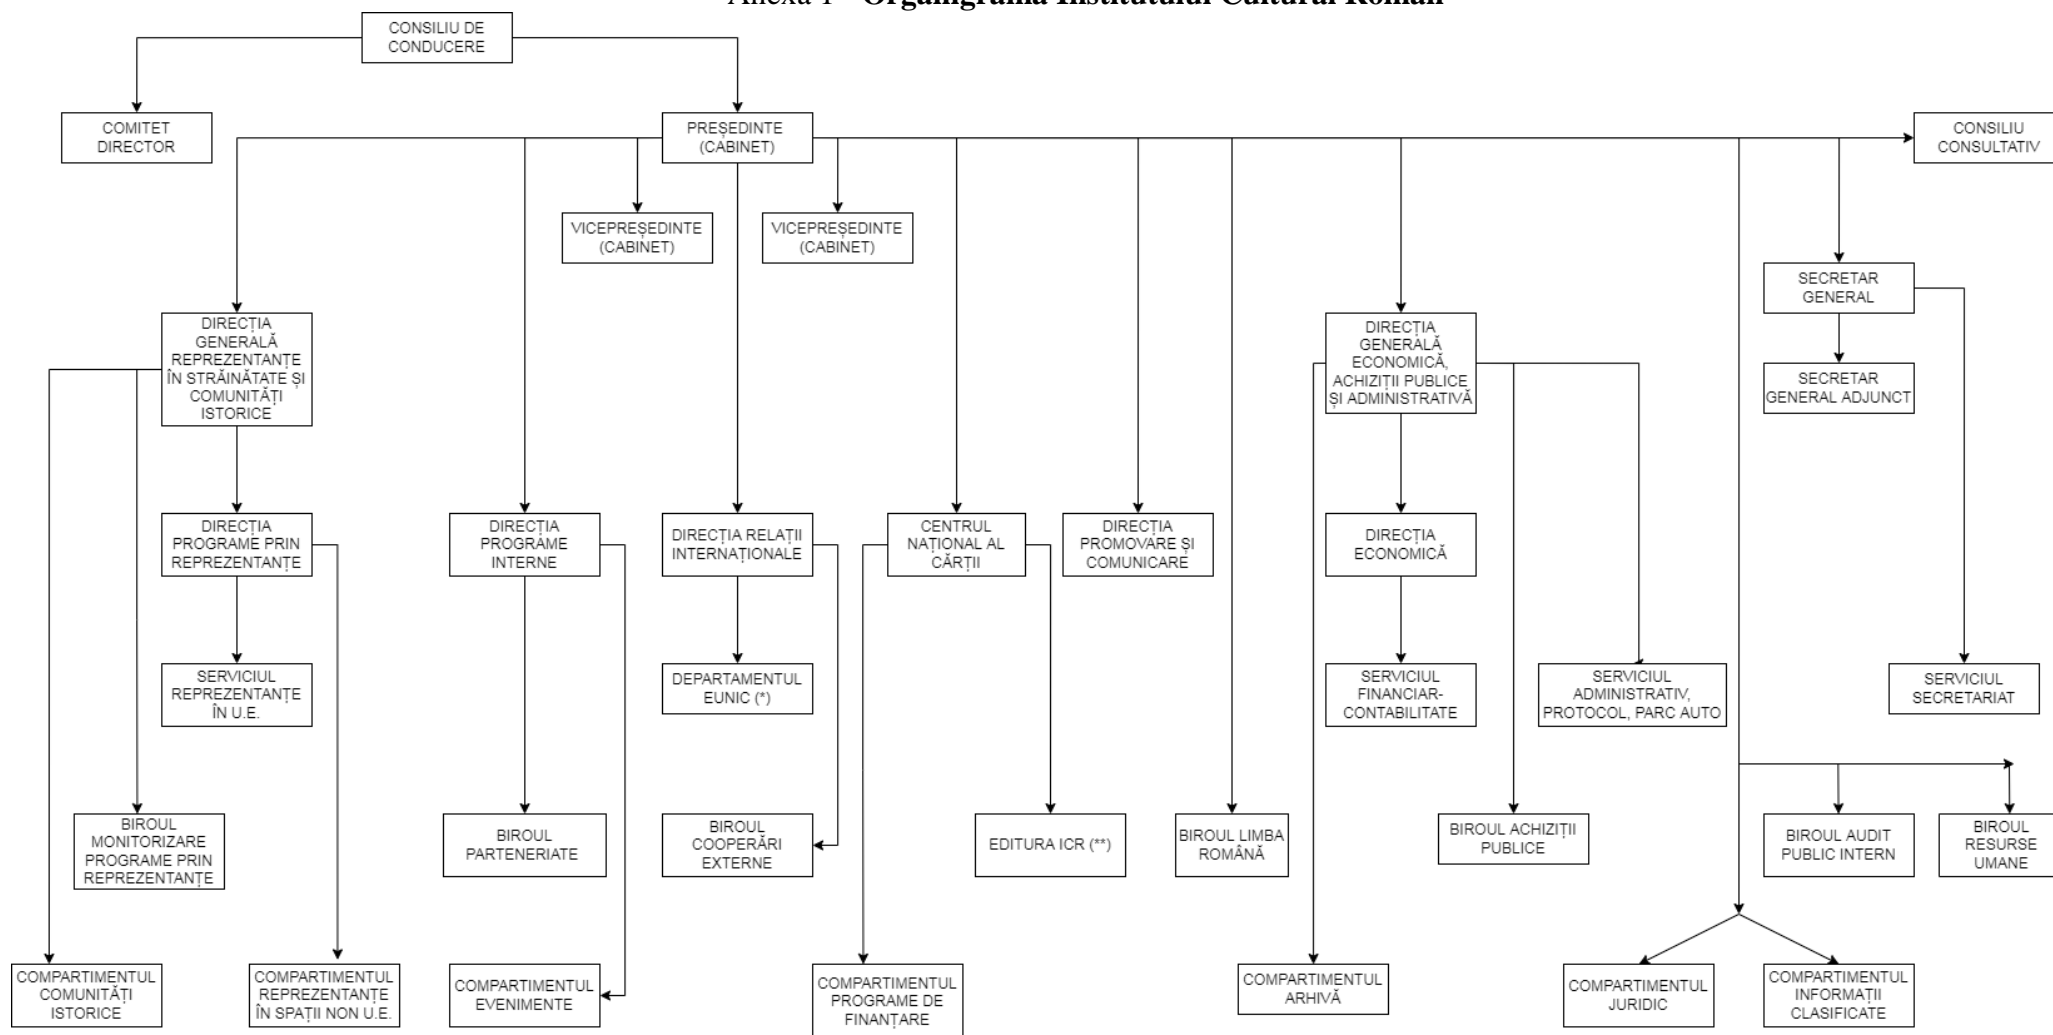 Anexa 1 - Organigrama Institutului Cultural Român
CONSILIU DE
CONDUCERE
COMITET
DIRECTOR
PREȘEDINTE
(CABINET)
CONSILIU
CONSULTATIV
VICEPREȘEDINTE
(CABINET)
VICEPREȘEDINTE
(CABINET)
SECRETAR
GENERAL
DIRECȚIA
GENERALĂ
REPREZENTANȚE
ÎN STRĂINĂTATE ȘI
COMUNITĂȚI
ISTORICE
DIRECȚIA
GENERALĂ
ECONOMICĂ,
ACHIZIȚII PUBLICE
ȘI ADMINISTRATIVĂ
SECRETAR
GENERAL ADJUNCT
DIRECȚIA
PROGRAME PRIN
REPREZENTANȚE
DIRECȚIA
PROGRAME
INTERNE
DIRECȚIA RELAȚII
INTERNAȚIONALE
CENTRUL
NAȚIONAL AL
CĂRȚII
DIRECȚIA
PROMOVARE ȘI
COMUNICARE
DIRECȚIA
ECONOMICĂ
SERVICIUL
REPREZENTANȚE
ÎN U.E.
DEPARTAMENTUL
EUNIC (*)
SERVICIUL
FINANCIAR-
CONTABILITATE
SERVICIUL
ADMINISTRATIV,
PROTOCOL, PARC AUTO
SERVICIUL
SECRETARIAT
BIROUL
MONITORIZARE
PROGRAME PRIN
REPREZENTANȚE
BIROUL
PARTENERIATE
BIROUL
COOPERĂRI
EXTERNE
EDITURA ICR (**)
BIROUL LIMBA
ROMÂNĂ
BIROUL ACHIZIȚII
PUBLICE
BIROUL AUDIT
PUBLIC INTERN
BIROUL
RESURSE
UMANE
COMPARTIMENTUL
COMUNITĂȚI
ISTORICE
COMPARTIMENTUL
REPREZENTANȚE
ÎN SPAȚII NON U.E.
COMPARTIMENTUL
EVENIMENTE
COMPARTIMENTUL
PROGRAME DE
FINANȚARE
COMPARTIMENTUL
ARHIVĂ
COMPARTIMENTUL
JURIDIC
COMPARTIMENTUL
INFORMAȚII
CLASIFICATE